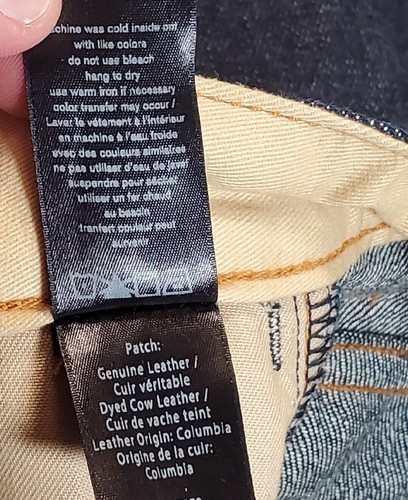 machine was cold inside out
with like colors
do not use bleach
hang to dry
use warm iron if necessary
color transfer may occur /
Laver le vêtement à l'intérieur
en machine à l'eau froide
avec des couleurs similaires
ne pas utiliser d'eau de javel
suspendre pour
utiliser un fer chaud
au besoin
tranfert couleur peut
survenir
Patch:
Genuine Leather /
Cuir véritable
Dyed Cow Leather /
Cuir de vache teint
Leather Origin: Columbia
Origine de la cuir:
Columbia